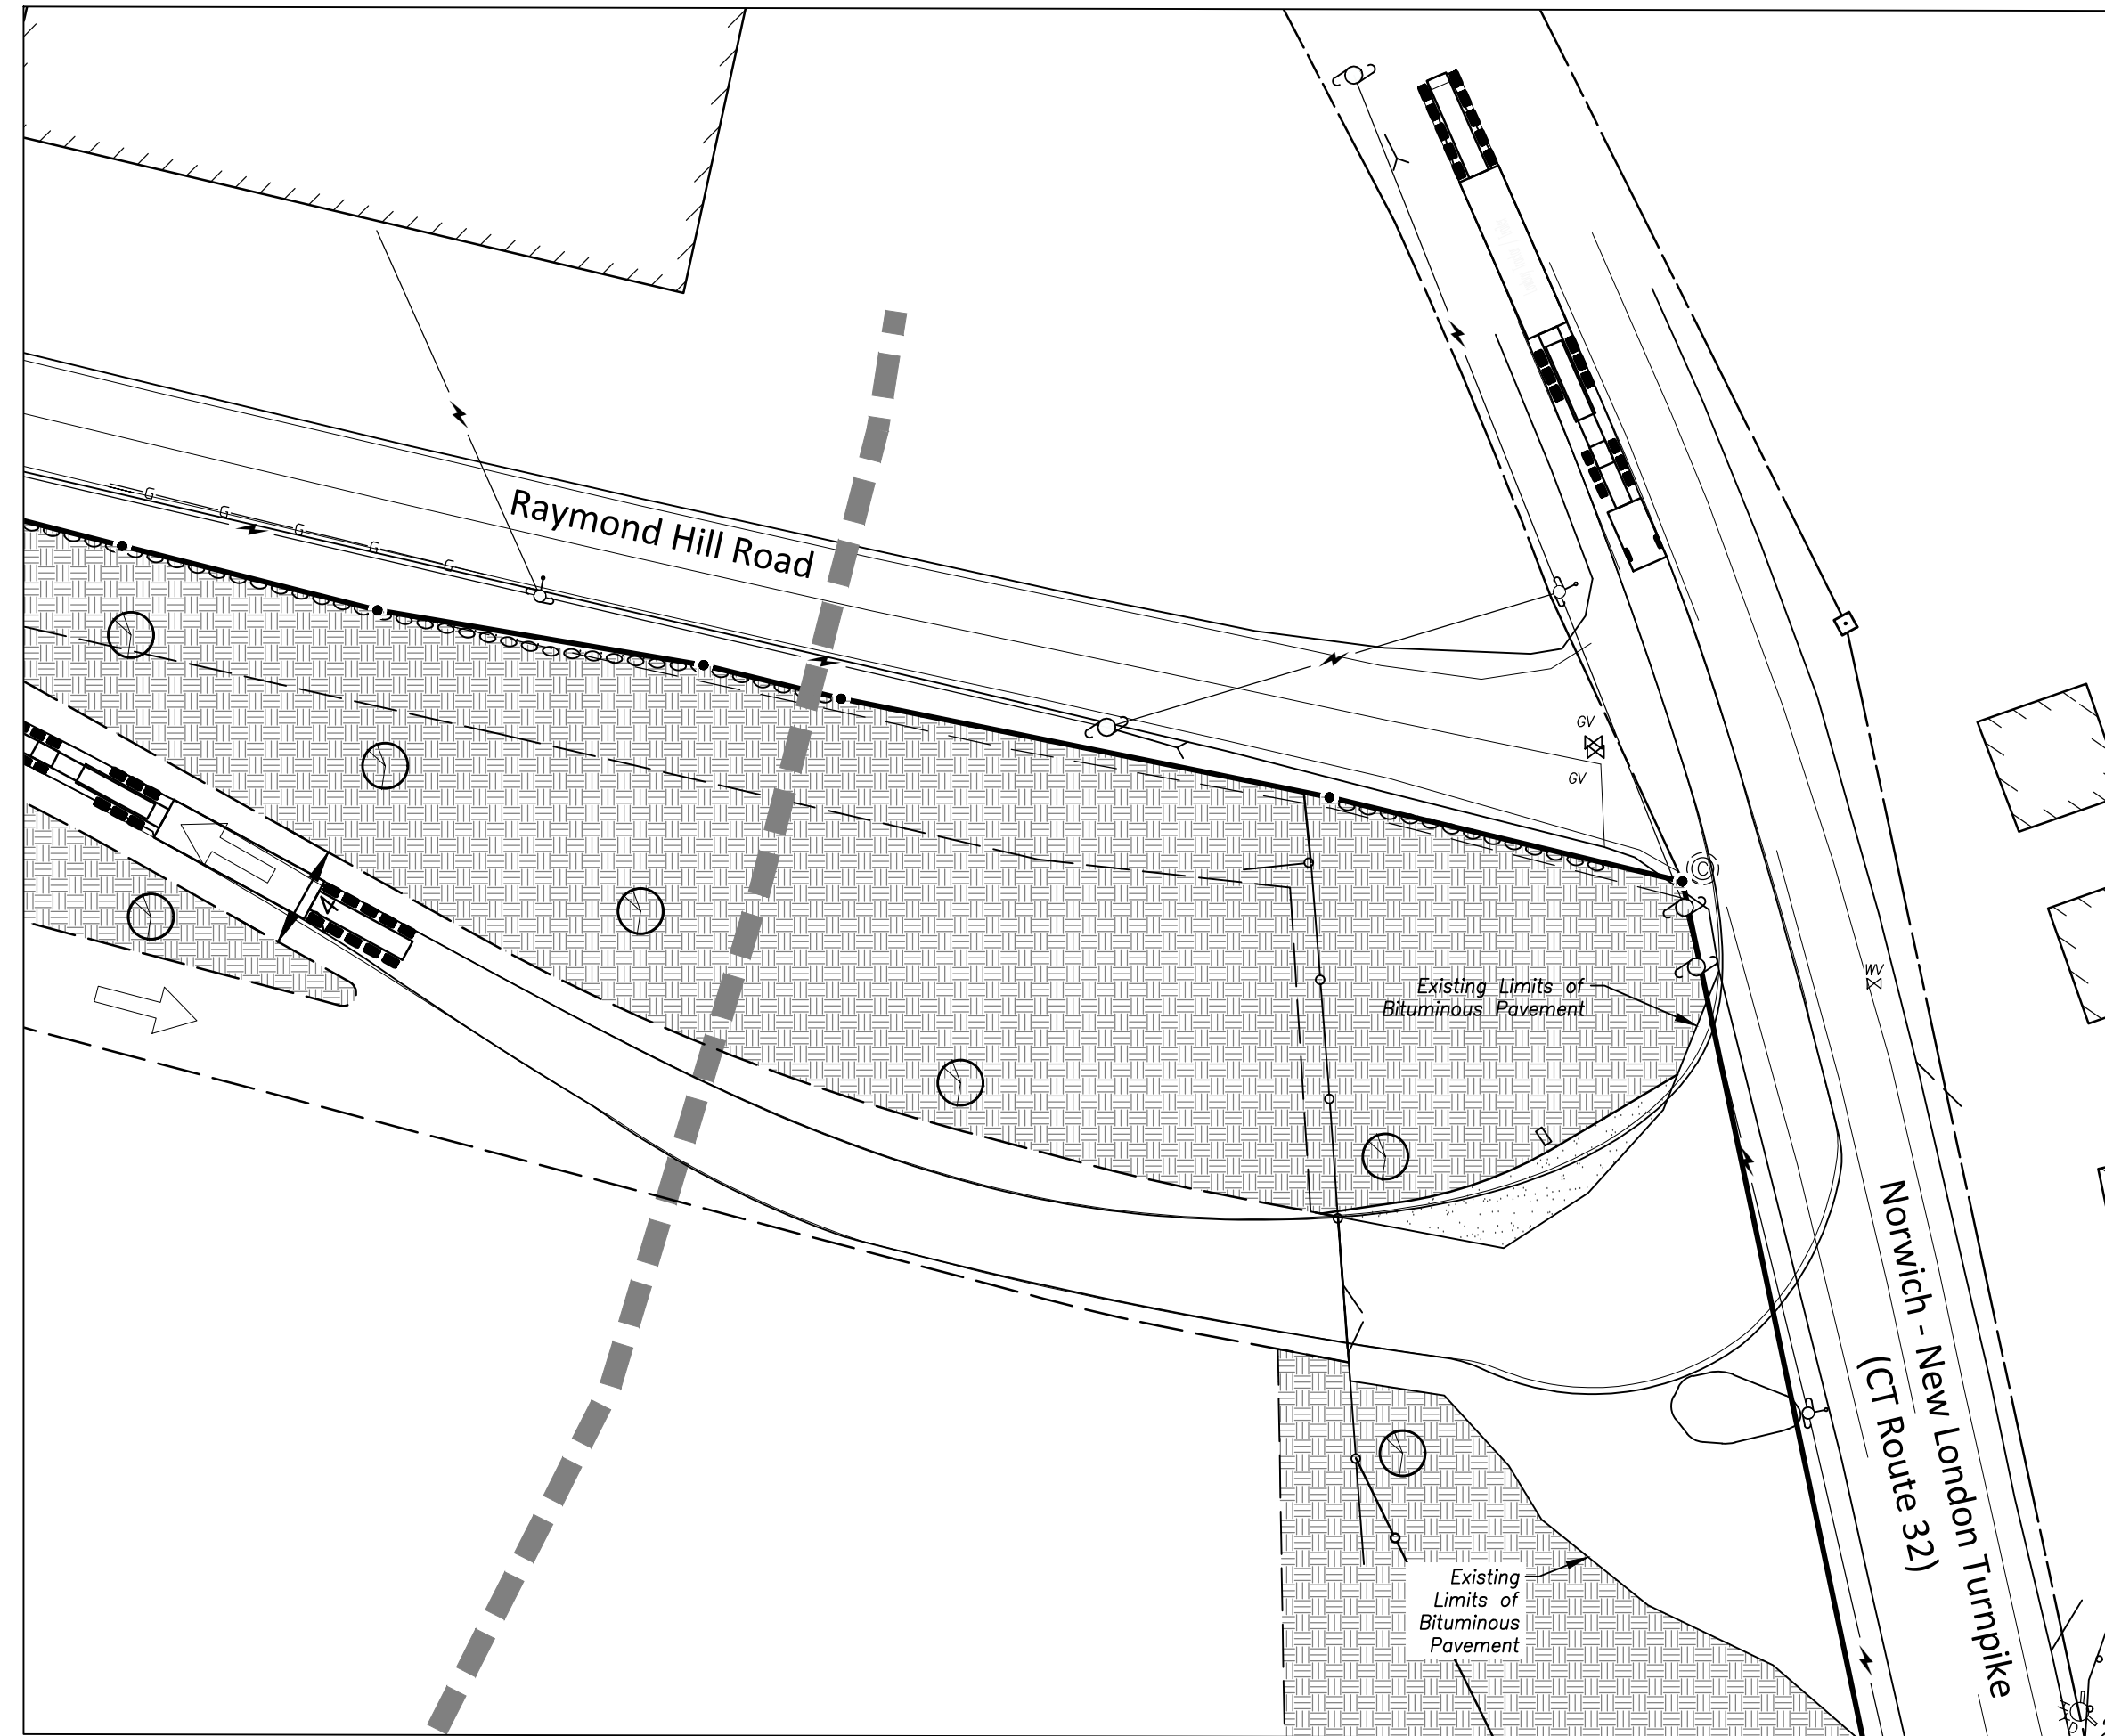 Raymond Hill Road
G
G
G
G
G
GV
GV
C
WV
Existing Limits of
Bituminous Pavement
Norwich - New London Turnpike
(CT Route 32)
Existing
Limits of
Bituminous
Pavement